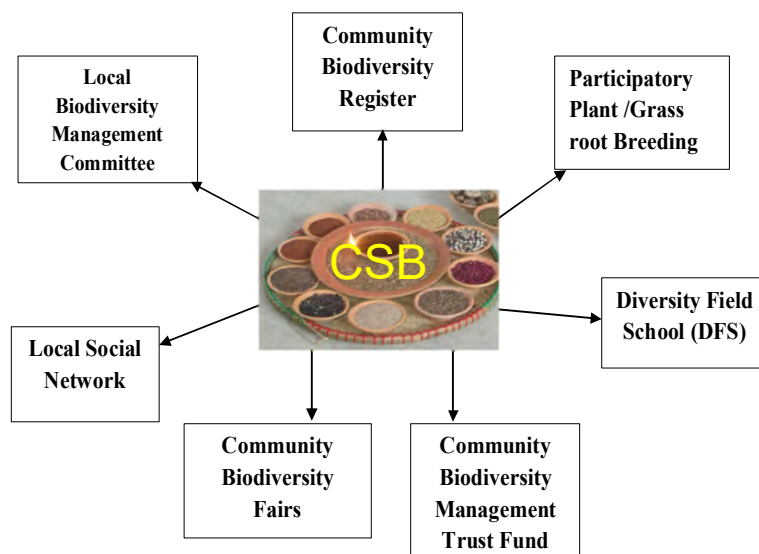 Community
Biodiversity
Register
Local
Biodiversity
Management
Committee
Participatory
Plant /Grass
root Breeding
CSB
Diversity Field
School (DFS)
Local Social
Network
Community
Biodiversity
Fairs
Community
Biodiversity
Management
Trust Fund